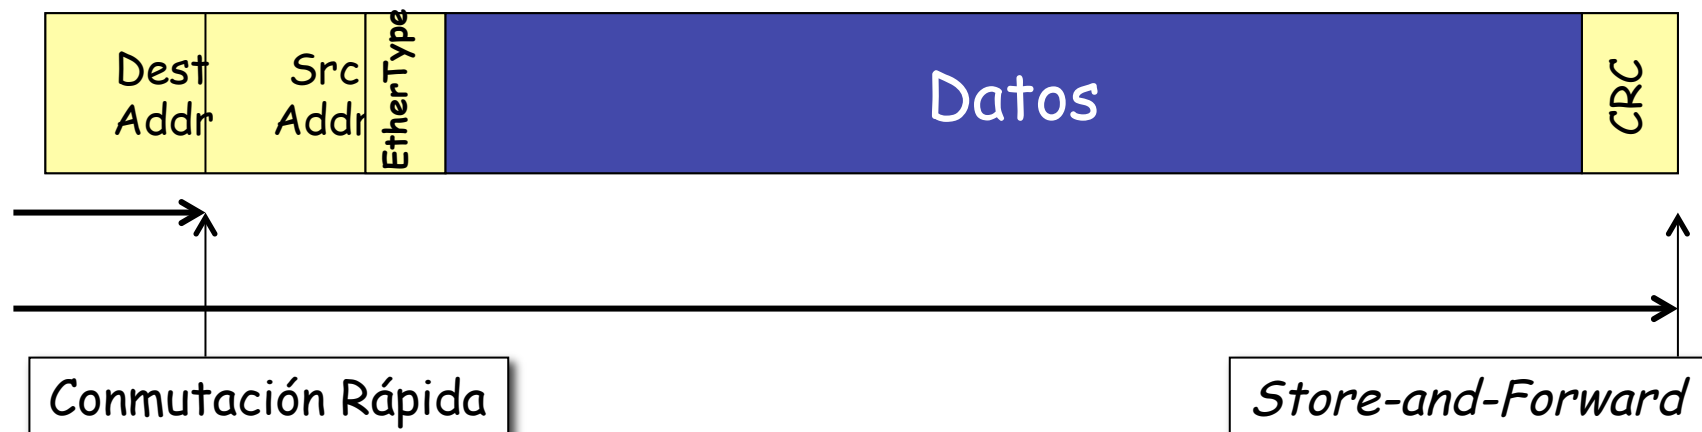 Dest
Addr
Src
Addr
EtherType
Datos
CRC
Conmutación Rápida
Store-and-Forward